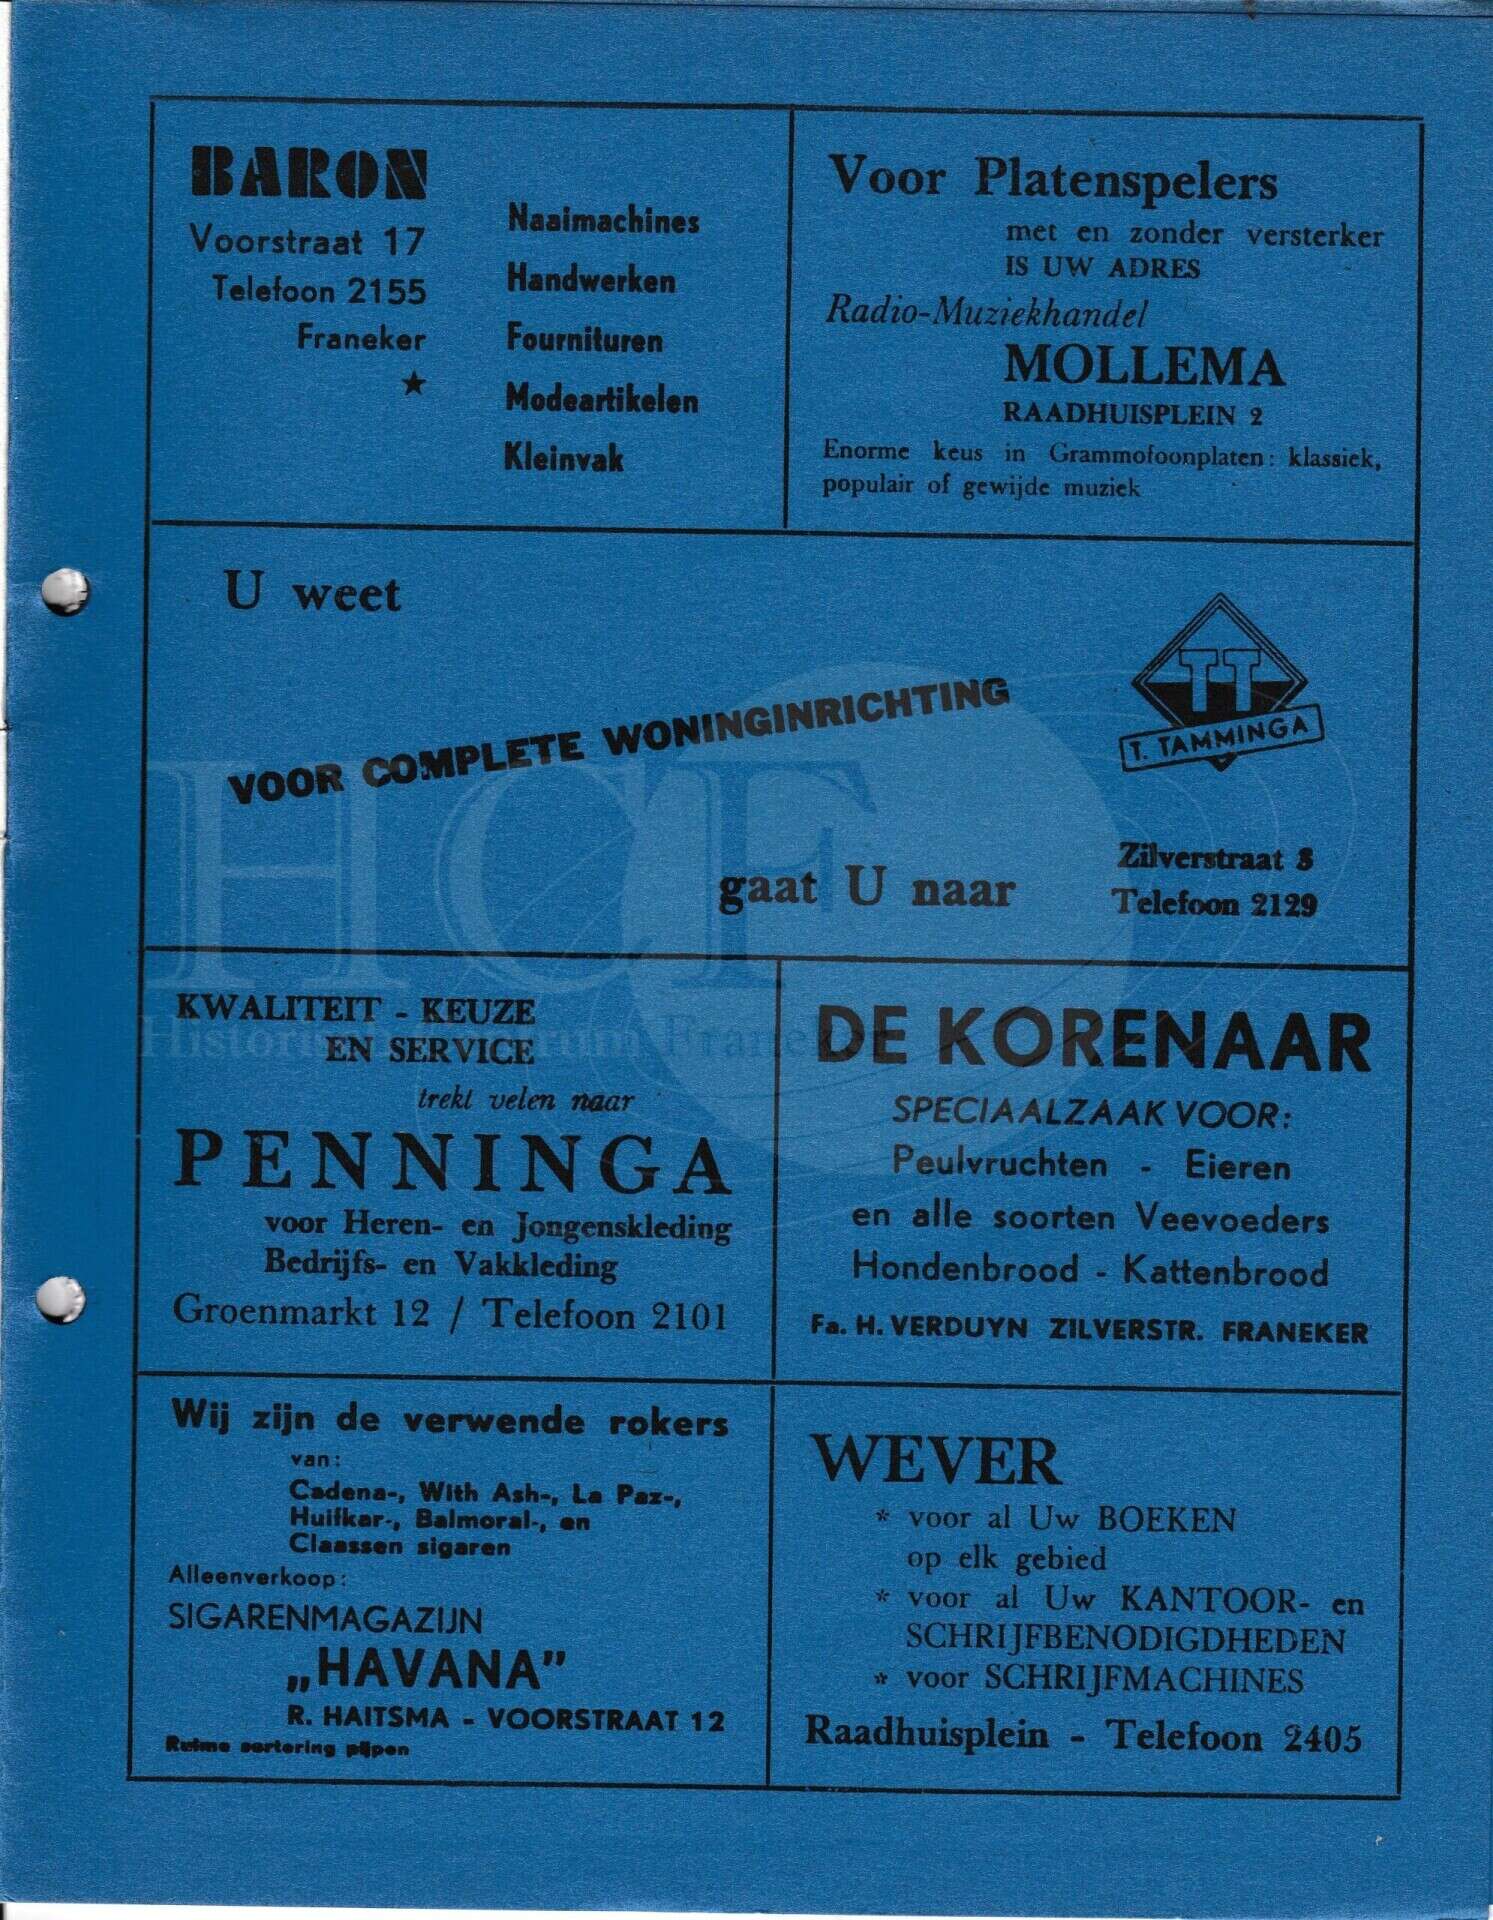 BARON
Voorstraat 17
Telefoon 2155
Franeker
Naaimachines
Handwerken
Fournituren
Modeartikelen
Kleinvak
Voor Platenspelers
met en zonder versterker
IS UW ADRES
Radio-Muziekhandel
MOLLEMA
RAADHUISPLEIN 2
Enorme keus in Grammofoonplaten: klassiek,
populair of gewijde muziek
U weet
VOOR COMPLETE WONINGINRICHTING
gaat U naar
TT
T. TAMMINGA
Zilverstraat 8
Telefoon 2129
HCF
Historisch Centrum Franeker
KWALITEIT - KEUZE
EN SERVICE
trekt velen naar
PENNINGA
voor Heren- en Jongenskleding
Bedrijfs- en Vakkleding
Groenmarkt 12 / Telefoon 2101
DE KORENAAR
SPECIAALZAAK VOOR:
Peulvruchten - Eieren
en alle soorten Veevoeders
Hondenbrood - Kattenbrood
Fa. H. VERDUYN ZILVERSTR. FRANEKER
Wij zijn de verwende rokers
van:
Cadena-, With Ash-, La Paz-,
Huifkar-, Balmoral-, en
Claassen sigaren
Alleenverkoop:
SIGARENMAGAZIJN
„HAVANA”
R. HAITSMA - VOORSTRAAT 12
Ruime sortering pijpen
WEVER
* voor al Uw BOEKEN
op elk gebied
* voor al Uw KANTOOR- en
SCHRIJFBENODIGDHEDEN
* voor SCHRIJFMACHINES
Raadhuisplein - Telefoon 2405